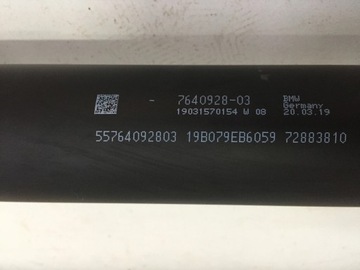 - 7640928-03 BMW
Germany
19031570154 W 08 20.03.19
55764092803 19B079EB6059 72883810